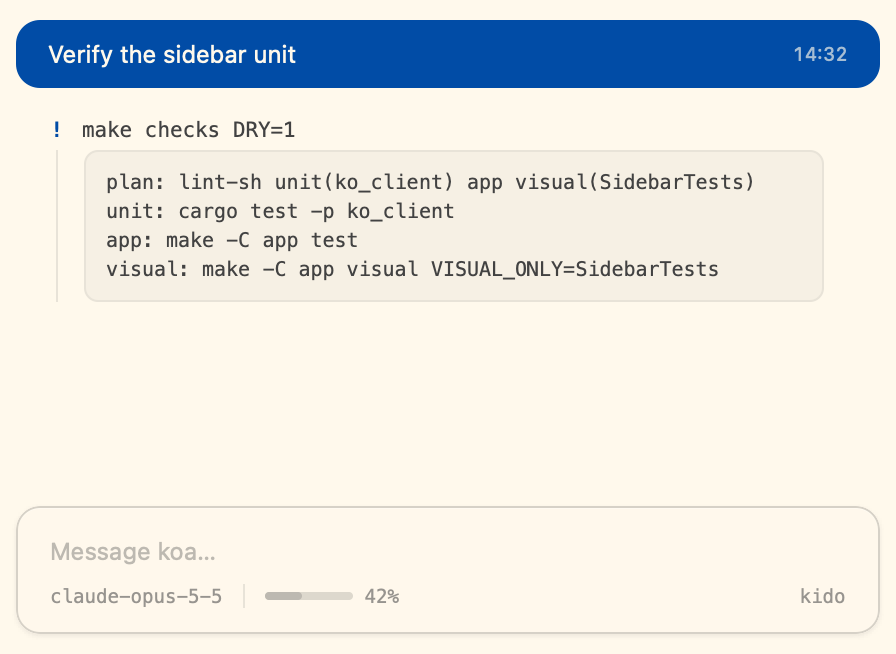 Verify the sidebar unit 14:32
! make checks DRY=1
plan: lint-sh unit(ko_client) app visual(SidebarTests)
unit: cargo test -p ko_client
app: make -C app test
visual: make -C app visual VISUAL_ONLY=SidebarTests
Message koa...
claude-opus-5-5 42% kido